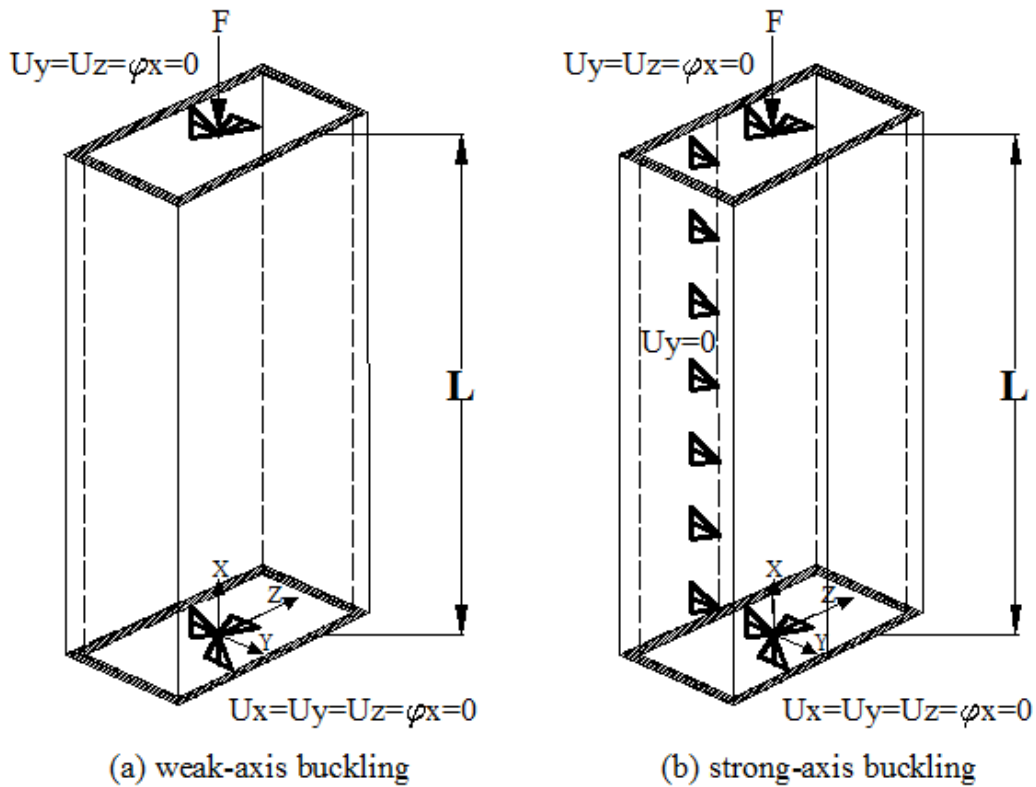 F
Uy=Uz=φx=0
L
X
Z
Y
Ux=Uy=Uz=φx=0
(a) weak-axis buckling
F
Uy=Uz=φx=0
Uy=0
L
X
Z
Y
Ux=Uy=Uz=φx=0
(b) strong-axis buckling